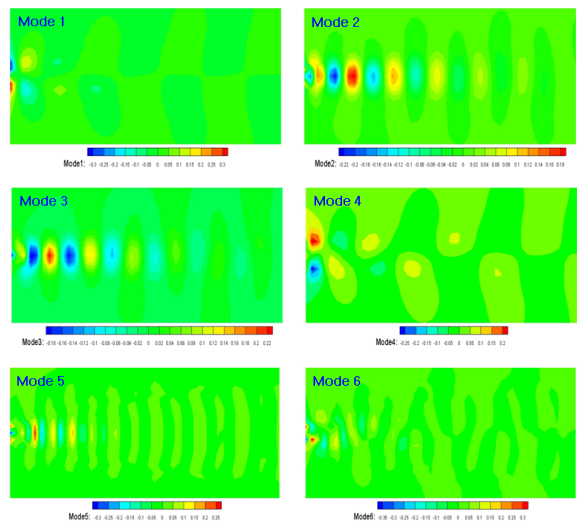 Mode 1
Mode 2
Mode1: -0.3 -0.25 -0.2 -0.15 -0.1 -0.05 0 0.05 0.1 0.15 0.2 0.25 0.3
Mode2: -0.22 -0.2 -0.18 -0.16 -0.14 -0.12 -0.1 -0.08 -0.06 -0.04 -0.02 0 0.02 0.04 0.06 0.08 0.1 0.12 0.14 0.16 0.18
Mode 3
Mode 4
Mode3: -0.18 -0.16 -0.14 -0.12 -0.1 -0.08 -0.06 -0.04 -0.02 0 0.02 0.04 0.06 0.08 0.1 0.12 0.14 0.16 0.18 0.2 0.22
Mode4: -0.25 -0.2 -0.15 -0.1 -0.05 0 0.05 0.1 0.15 0.2
Mode 5
Mode 6
Mode5: -0.3 -0.25 -0.2 -0.15 -0.1 -0.05 0 0.05 0.1 0.15 0.2 0.25
Mode6: -0.35 -0.3 -0.25 -0.2 -0.15 -0.1 -0.05 0 0.05 0.1 0.15 0.2 0.25 0.3